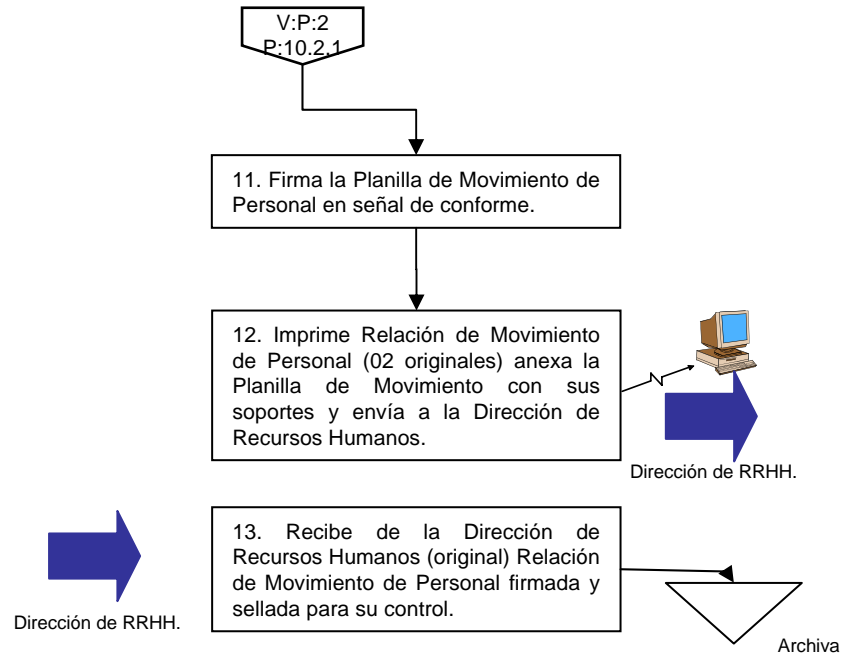 V:P:2
P:10.2.1
11. Firma la Planilla de Movimiento de
Personal en señal de conforme.
12. Imprime Relación de Movimiento
de Personal (02 originales) anexa la
Planilla de Movimiento con sus
soportes y envía a la Dirección de
Recursos Humanos.
Dirección de RRHH.
13. Recibe de la Dirección de
Recursos Humanos (original) Relación
de Movimiento de Personal firmada y
sellada para su control.
Dirección de RRHH.
Archiva